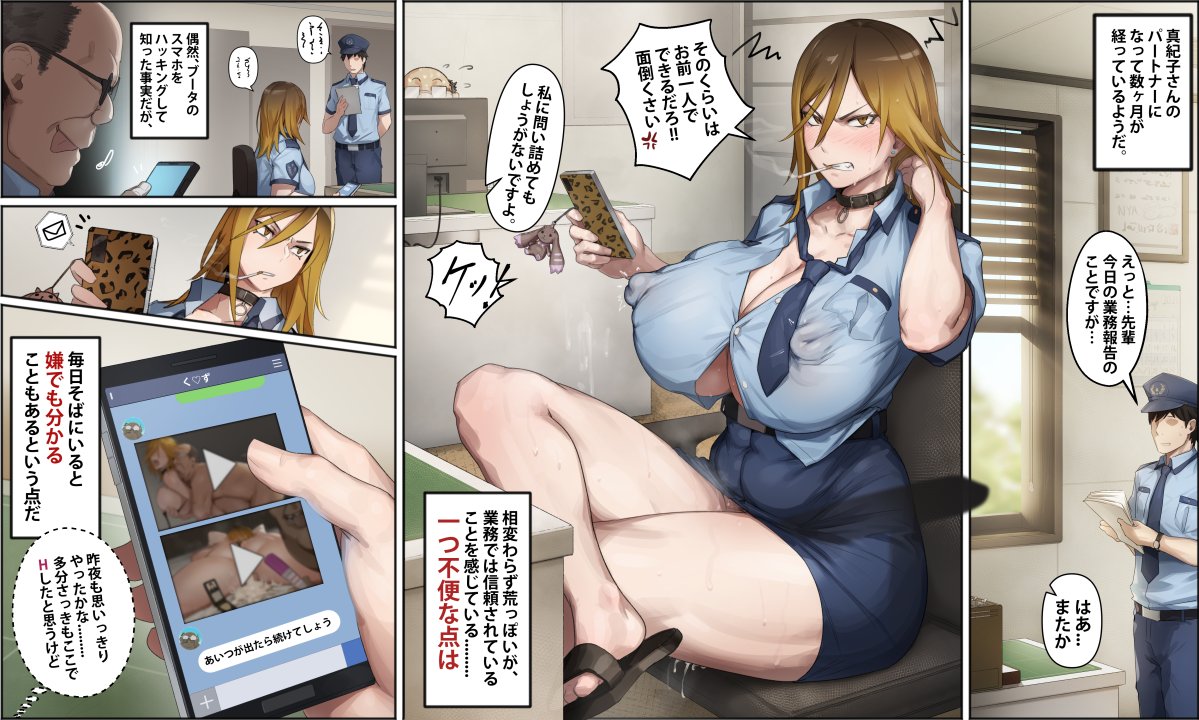 真紀子さんの
パートナーに
なって数ヶ月が
経っているようだ。
えっと…先輩
今日の業務報告の
ことですが…
はあ…
またか
そのくらいは
お前一人で
できるだろ!!
面倒くさい
私に問い詰めても
しょうがないですよ。
ケッ!
相変わらず荒っぽいが、
業務では信頼されている
ことを感じている………
一つ不便な点は
偶然、ブータの
スマホを
ハッキングして
知った事実だが、
毎日そばにいると
嫌でも分かる
こともあるという点だ
く♡ず
あいつが出たら続けてしょう
昨夜も思いっきり
やったかな………
多分さっきもここで
Hしたと思うけど